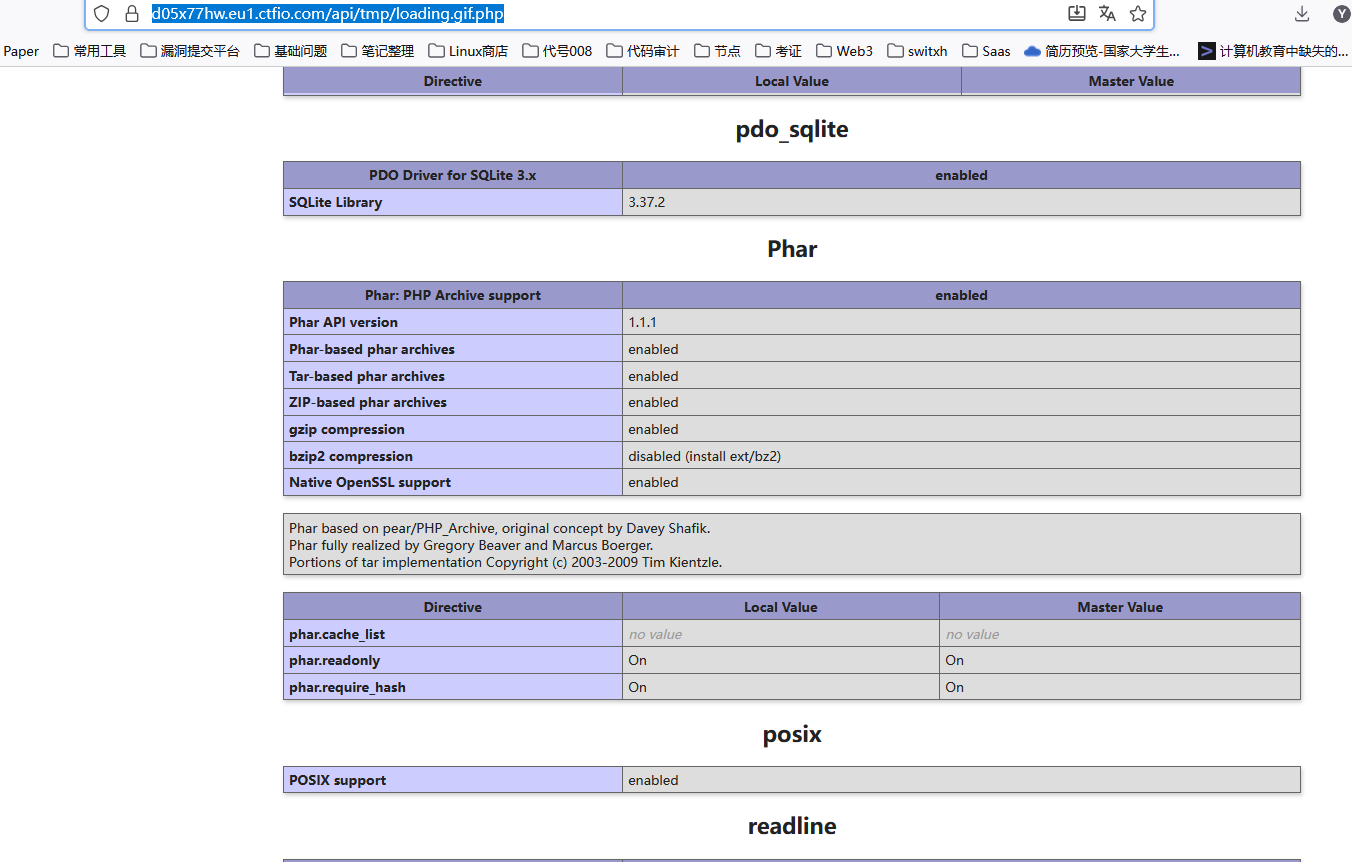 d05x77hw.eu1.ctfio.com/api/tmp/loading.gif.php
Y
Paper 常用工具 漏洞提交平台 基础问题 笔记整理 Linux商店 代号008 代码审计 节点 考证 Web3 switxh Saas 简历预览-国家大学生... 计算机教育中缺失的...
Directive Local Value Master Value
pdo_sqlite
PDO Driver for SQLite 3.x enabled
SQLite Library 3.37.2
Phar
Phar: PHP Archive support enabled
Phar API version 1.1.1
Phar-based phar archives enabled
Tar-based phar archives enabled
ZIP-based phar archives enabled
gzip compression enabled
bzip2 compression disabled (install ext/bz2)
Native OpenSSL support enabled
Phar based on pear/PHP_Archive, original concept by Davey Shafik.
Phar fully realized by Gregory Beaver and Marcus Boerger.
Portions of tar implementation Copyright (c) 2003-2009 Tim Kientzle.
Directive Local Value Master Value
phar.cache_list no value no value
phar.readonly On On
phar.require_hash On On
posix
POSIX support enabled
readline